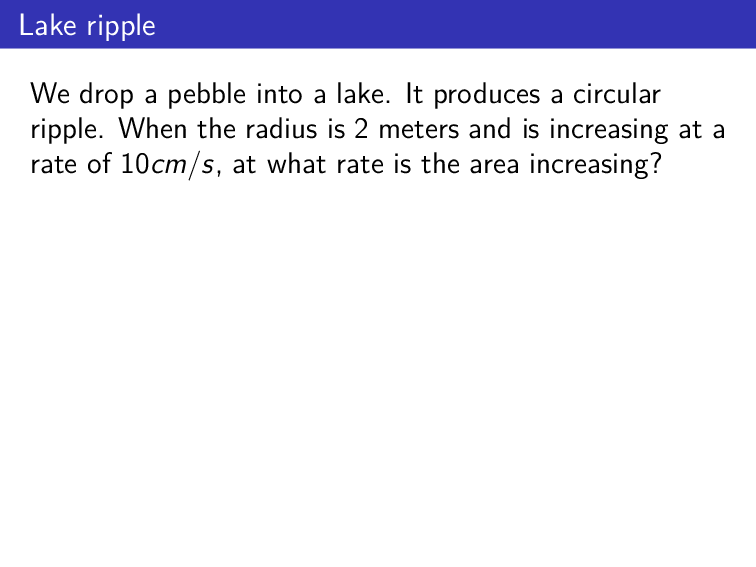 Lake ripple
We drop a pebble into a lake. It produces a circular
ripple. When the radius is 2 meters and is increasing at a
rate of 10cm/s, at what rate is the area increasing?